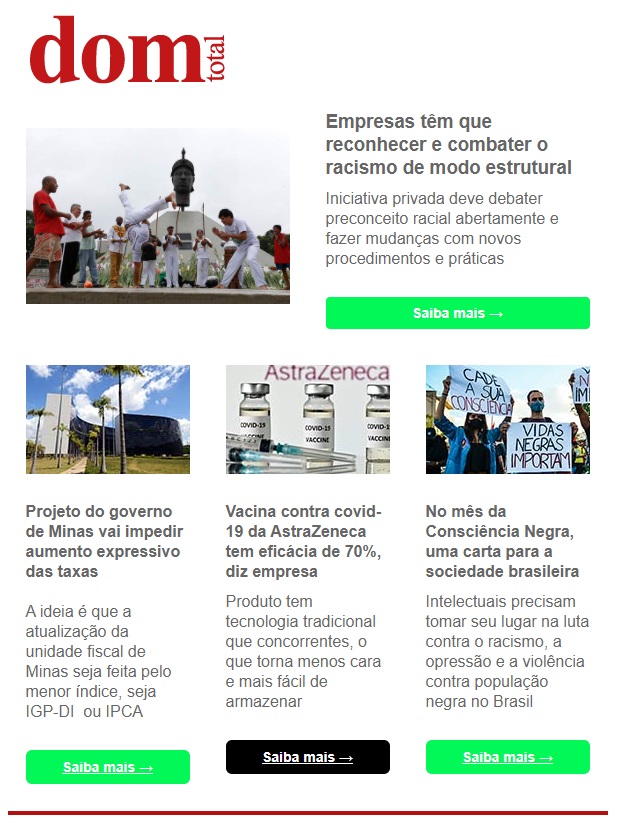 dom
total
Empresas têm que
reconhecer e combater o
racismo de modo estrutural
Iniciativa privada deve debater
preconceito racial abertamente e
fazer mudanças com novos
procedimentos e práticas
Saiba mais →
AstraZeneca
COVID-19
VACCINE
COVID-19
VACCINE
COVID-19
VACCINE
CADÊ
A SUA
CONSCIÊNCIA
VIDAS
NEGRAS
IMPORTAM
Projeto do governo
de Minas vai impedir
aumento expressivo
das taxas
A ideia é que a
atualização da
unidade fiscal de
Minas seja feita pelo
menor índice, seja
IGP-DI  ou IPCA
Saiba mais →
Vacina contra covid-
19 da AstraZeneca
tem eficácia de 70%,
diz empresa
Produto tem
tecnologia tradicional
que concorrentes, o
que torna menos cara
e mais fácil de
armazenar
Saiba mais →
No mês da
Consciência Negra,
uma carta para a
sociedade brasileira
Intelectuais precisam
tomar seu lugar na luta
contra o racismo, a
opressão e a violência
contra população
negra no Brasil
Saiba mais →